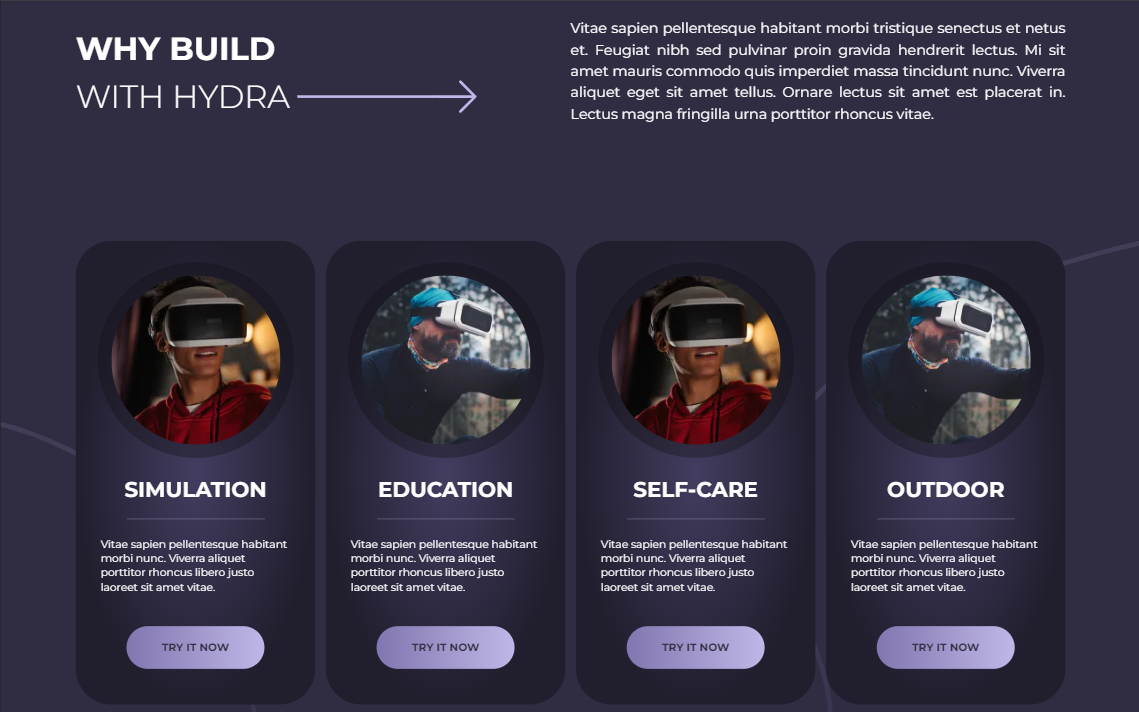 WHY BUILD
WITH HYDRA
Vitae sapien pellentesque habitant morbi tristique senectus et netus
et. Feugiat nibh sed pulvinar proin gravida hendrerit lectus. Mi sit
amet mauris commodo quis imperdiet massa tincidunt nunc. Viverra
aliquet eget sit amet tellus. Ornare lectus sit amet est placerat in.
Lectus magna fringilla urna porttitor rhoncus vitae.
SIMULATION
Vitae sapien pellentesque habitant
morbi nunc. Viverra aliquet
porttitor rhoncus libero justo
laoreet sit amet vitae.
TRY IT NOW
EDUCATION
Vitae sapien pellentesque habitant
morbi nunc. Viverra aliquet
porttitor rhoncus libero justo
laoreet sit amet vitae.
TRY IT NOW
SELF-CARE
Vitae sapien pellentesque habitant
morbi nunc. Viverra aliquet
porttitor rhoncus libero justo
laoreet sit amet vitae.
TRY IT NOW
OUTDOOR
Vitae sapien pellentesque habitant
morbi nunc. Viverra aliquet
porttitor rhoncus libero justo
laoreet sit amet vitae.
TRY IT NOW